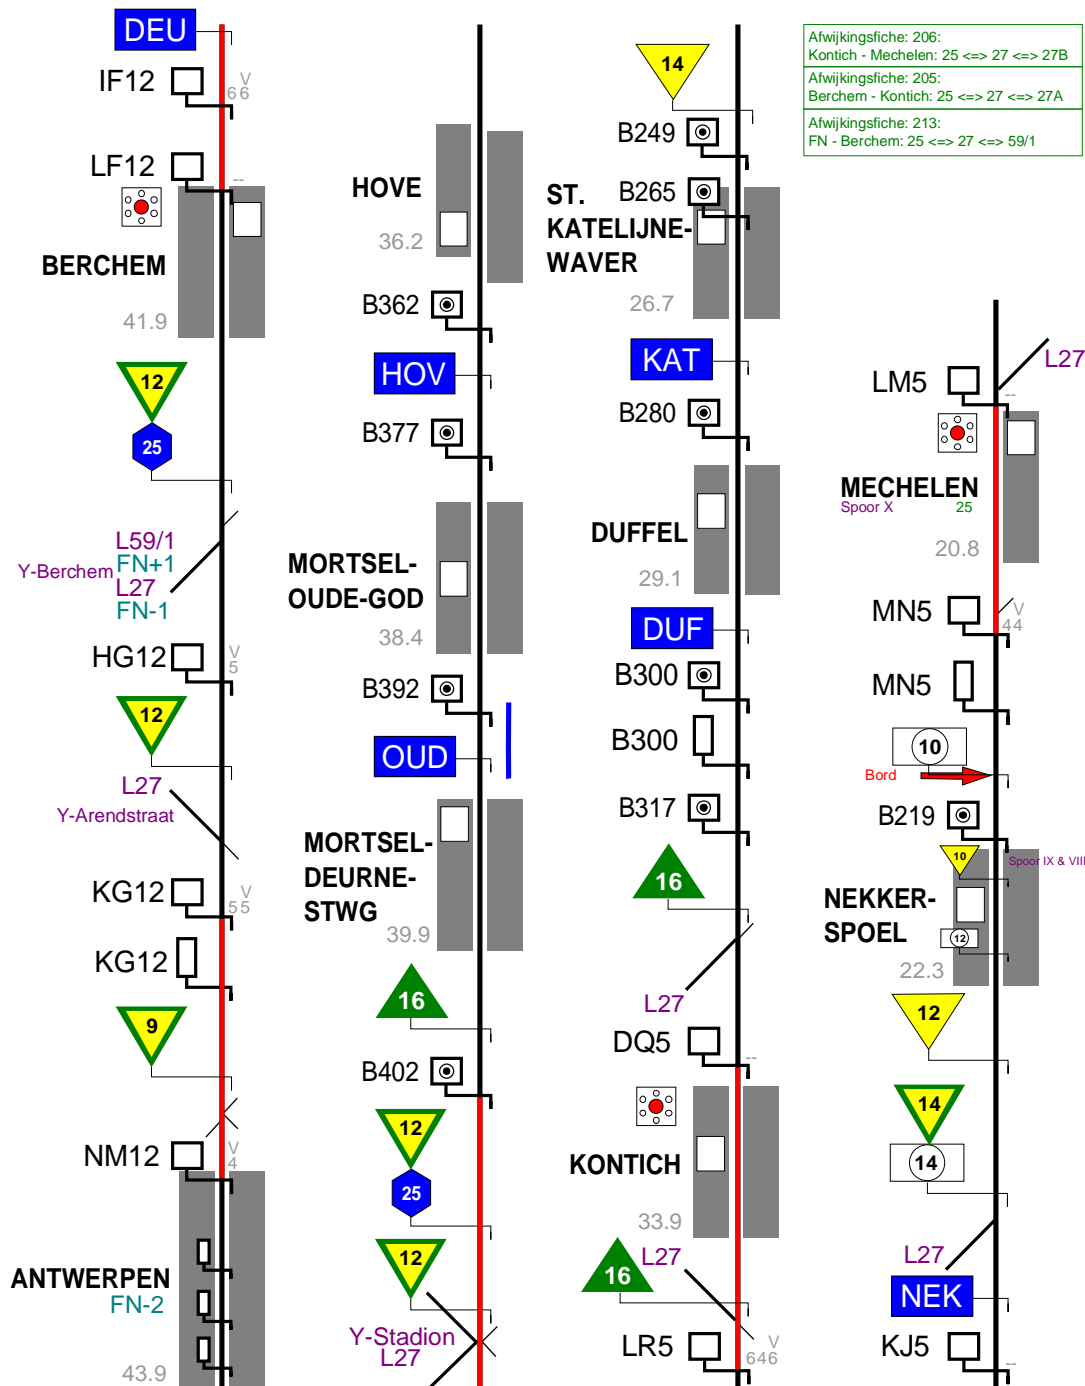 DEU
IF12
V
66
LF12
--
BERCHEM
41.9
12
25
L59/1
FN+1
Y-Berchem
L27
FN-1
HG12
V
5
12
L27
Y-Arendstraat
KG12
V
55
KG12
9
NM12
V
4
ANTWERPEN
FN-2
43.9
HOVE
36.2
B362
HOV
B377
MORTSEL-
OUDE-GOD
38.4
B392
OUD
MORTSEL-
DEURNE-
STWG
39.9
16
B402
12
25
12
Y-Stadion
L27
14
B249
B265
ST.
KATELIJNE-
WAVER
26.7
KAT
B280
DUFFEL
29.1
DUF
B300
B300
B317
16
L27
DQ5
--
KONTICH
33.9
L27
16
LR5
V
646
Afwijkingsfiche: 206:
Kontich - Mechelen: 25 <=> 27 <=> 27B
Afwijkingsfiche: 205:
Berchem - Kontich: 25 <=> 27 <=> 27A
Afwijkingsfiche: 213:
FN - Berchem: 25 <=> 27 <=> 59/1
L27
LM5
--
MECHELEN
Spoor X 25
20.8
MN5
V
44
MN5
10
Bord
B219
10
Spoor IX & VIII
NEKKER-
SPOEL
12
22.3
12
14
14
L27
NEK
KJ5
--